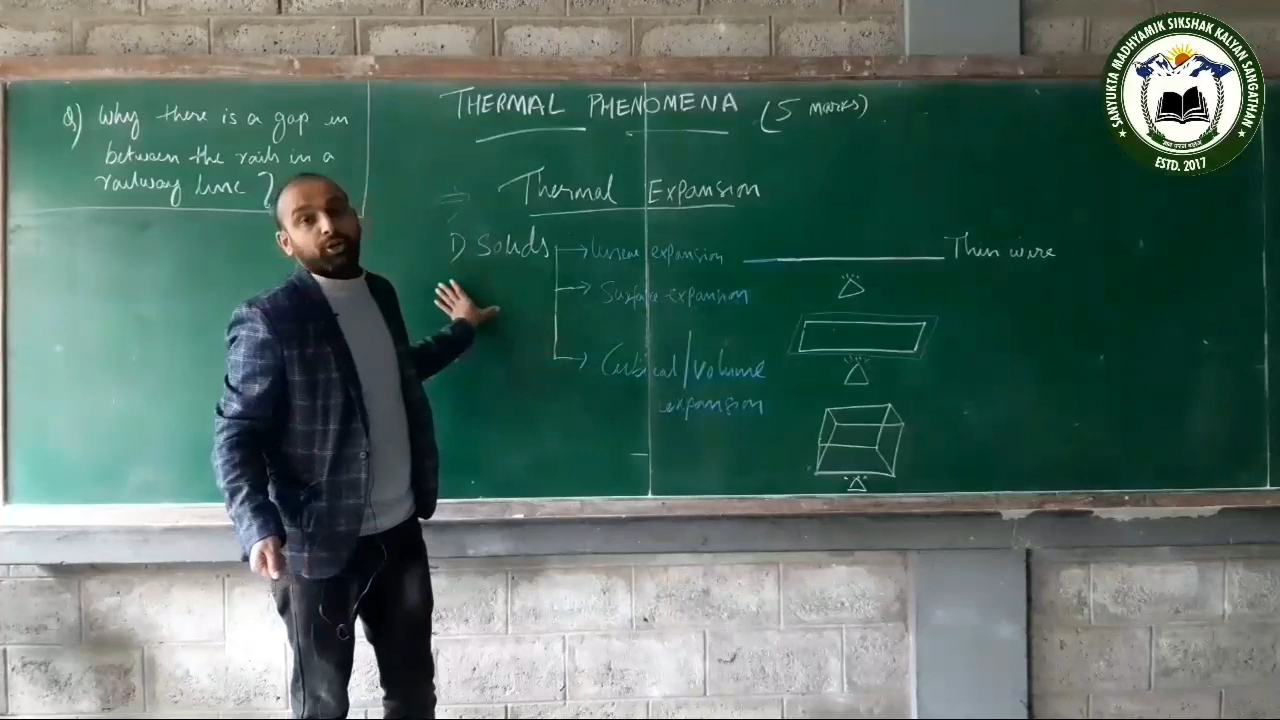 Q) Why there is a gap in
between the rails in a
railway line?
THERMAL PHENOMENA (5 marks)
⇒ Thermal Expansion
1) Solids
→ linear expansion
Thin wire
→ Surface expansion
→ Cubical/volume
expansion
SANYUKTA MADHYAMIK SIKSHAK KALYAN SANGATHAN
ESTD. 2017